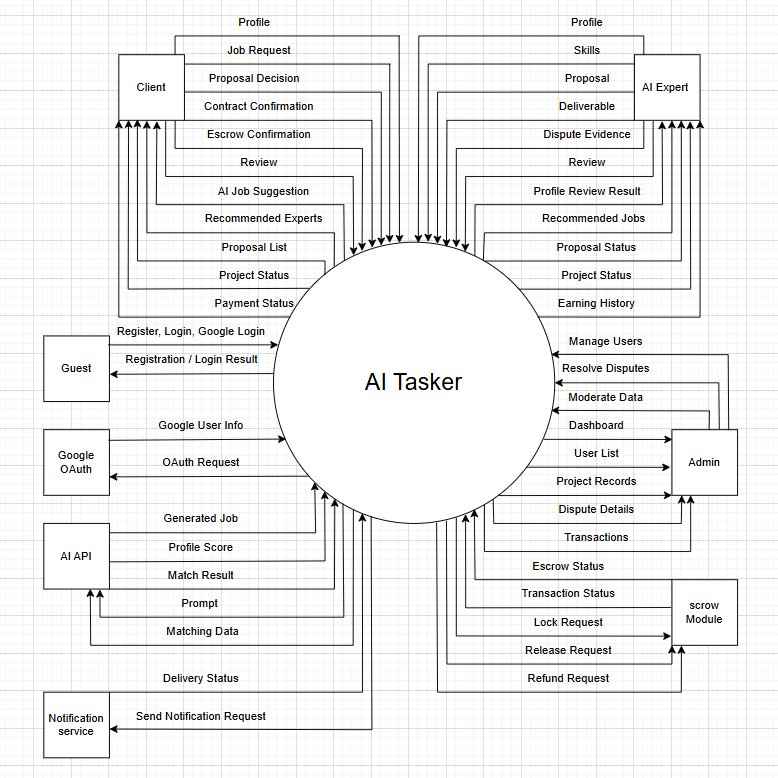 Profile
Job Request
Proposal Decision
Contract Confirmation
Escrow Confirmation
Review
AI Job Suggestion
Recommended Experts
Proposal List
Project Status
Payment Status
Client
Profile
Skills
Proposal
Deliverable
Dispute Evidence
Review
Profile Review Result
Recommended Jobs
Proposal Status
Project Status
Earning History
AI Expert
AI Tasker
Register, Login, Google Login
Registration / Login Result
Guest
Google User Info
OAuth Request
Google
OAuth
Generated Job
Profile Score
Match Result
Prompt
Matching Data
AI API
Delivery Status
Send Notification Request
Notification
service
Manage Users
Resolve Disputes
Moderate Data
Dashboard
User List
Project Records
Dispute Details
Transactions
Admin
Escrow Status
Transaction Status
Lock Request
Release Request
Refund Request
scrow
Module